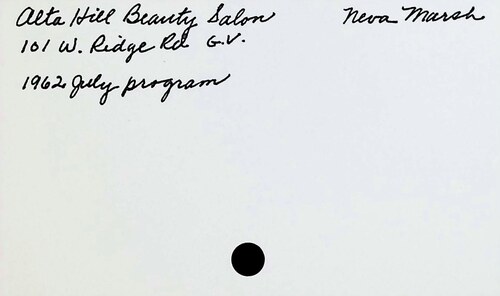 Alta Hill Beauty Salon Neva Marsh
101 W. Ridge Rd G.V.
1962 July program